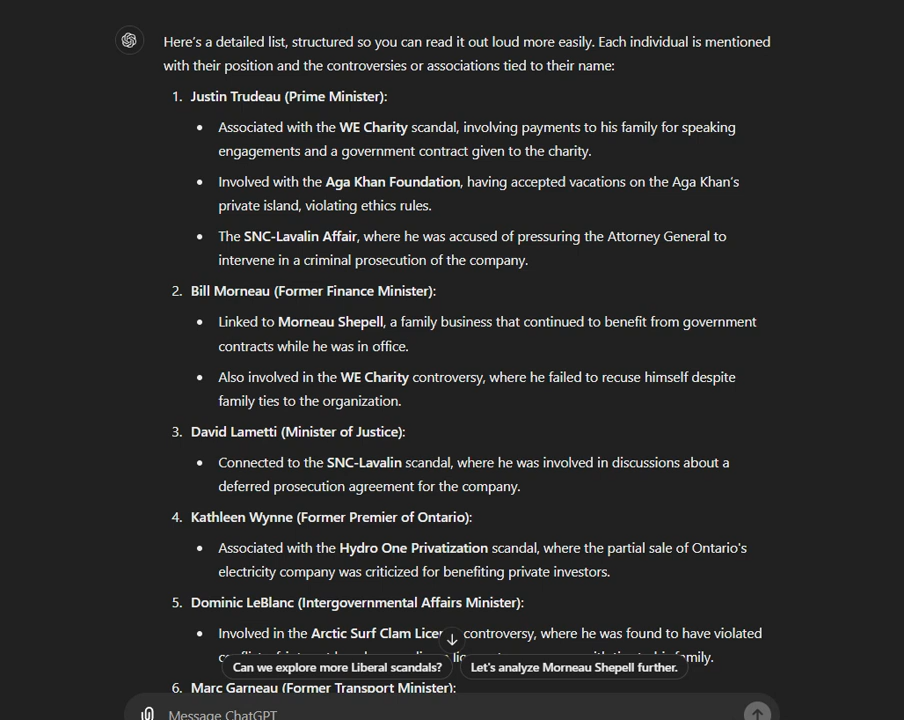 Here's a detailed list, structured so you can read it out loud more easily. Each individual is mentioned
with their position and the controversies or associations tied to their name:
1. Justin Trudeau (Prime Minister):
• Associated with the WE Charity scandal, involving payments to his family for speaking
engagements and a government contract given to the charity.
• Involved with the Aga Khan Foundation, having accepted vacations on the Aga Khan's
private island, violating ethics rules.
• The SNC-Lavalin Affair, where he was accused of pressuring the Attorney General to
intervene in a criminal prosecution of the company.
2. Bill Morneau (Former Finance Minister):
• Linked to Morneau Shepell, a family business that continued to benefit from government
contracts while he was in office.
• Also involved in the WE Charity controversy, where he failed to recuse himself despite
family ties to the organization.
3. David Lametti (Minister of Justice):
• Connected to the SNC-Lavalin scandal, where he was involved in discussions about a
deferred prosecution agreement for the company.
4. Kathleen Wynne (Former Premier of Ontario):
• Associated with the Hydro One Privatization scandal, where the partial sale of Ontario's
electricity company was criticized for benefiting private investors.
5. Dominic LeBlanc (Intergovernmental Affairs Minister):
• Involved in the Arctic Surf Clam controversy, where he was found to have violated
family.
Can we explore more Liberal scandals? Let's analyze Morneau Shepell further.
6. Marc Garneau (Former Transport Minister):
Message ChatGPT